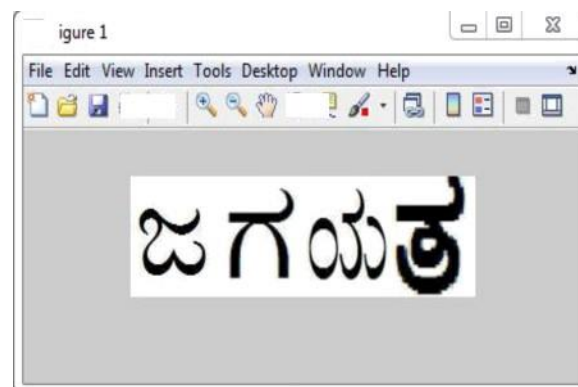 igure 1
File Edit View Insert Tools Desktop Window Help
ಜ ಗ ಯ ತ್ರ